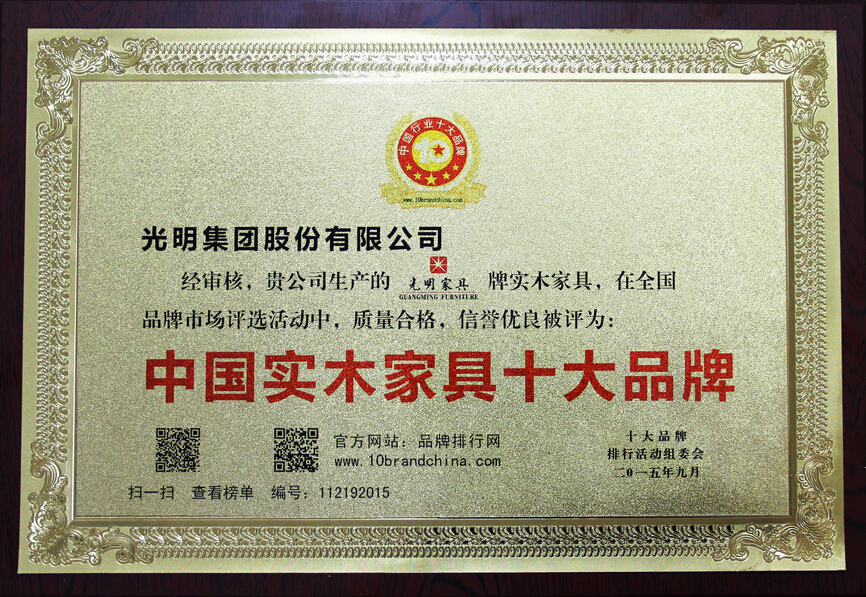 中国行业十大品牌
10
www.10brandchina.com
光明集团股份有限公司
经审核，贵公司生产的 光明家具 牌实木家具，在全国
GUANGMING FURNITERE
品牌市场评选活动中，质量合格，信誉优良被评为：
中国实木家具十大品牌
官方网站：品牌排行网
www.10brandchina.com
扫一扫 查看榜单 编号：112192015
十大品牌
排行活动组委会
二0一五年九月